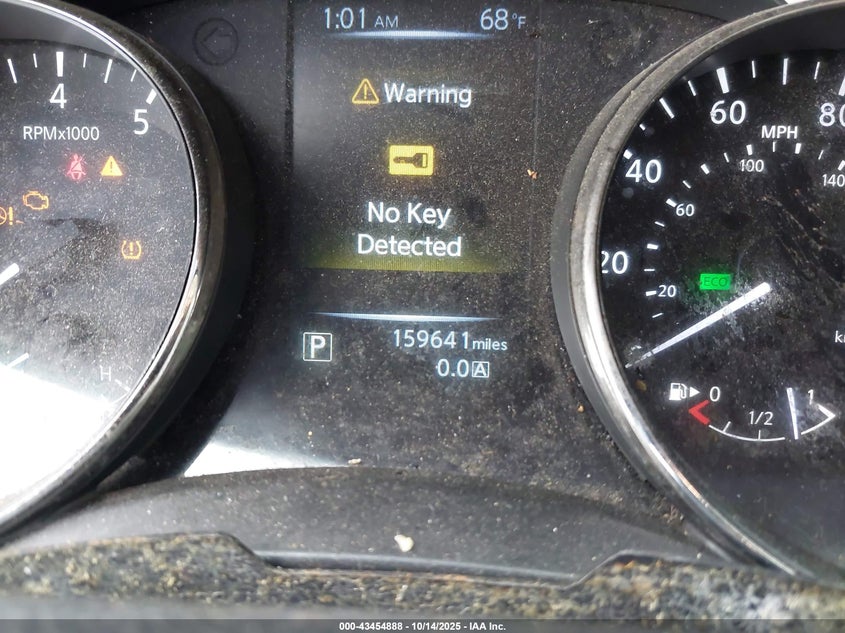 1:01 AM 68°F
Warning
No Key
Detected
P 159641 miles
0.0 A
4 5
RPMx1000
H
60 80
MPH
40 100 140
60
20
20
ECO
0 1/2 1
000-43454888 - 10/14/2025 - IAA Inc.